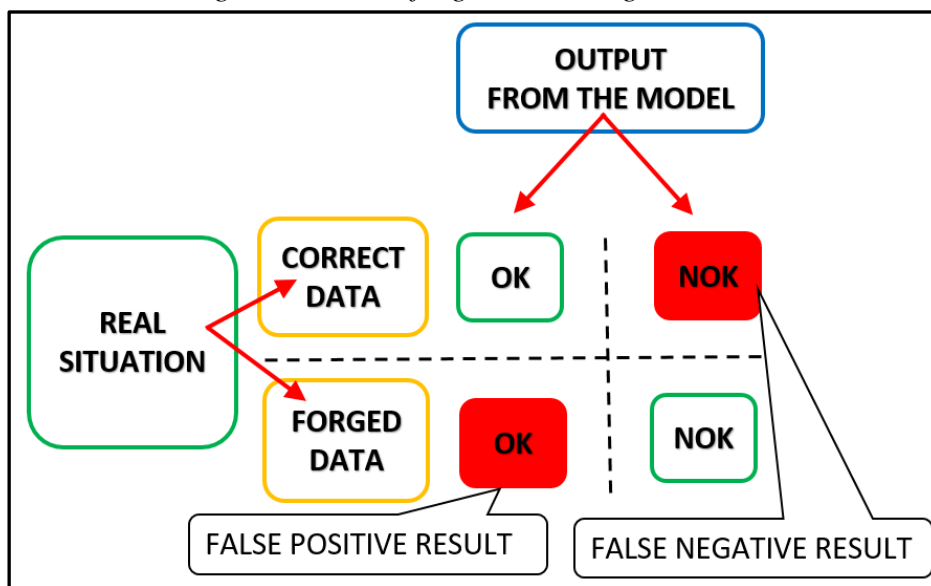 OUTPUT
FROM THE MODEL
CORRECT
DATA
OK
NOK
REAL
SITUATION
FORGED
DATA
OK
NOK
FALSE POSITIVE RESULT
FALSE NEGATIVE RESULT